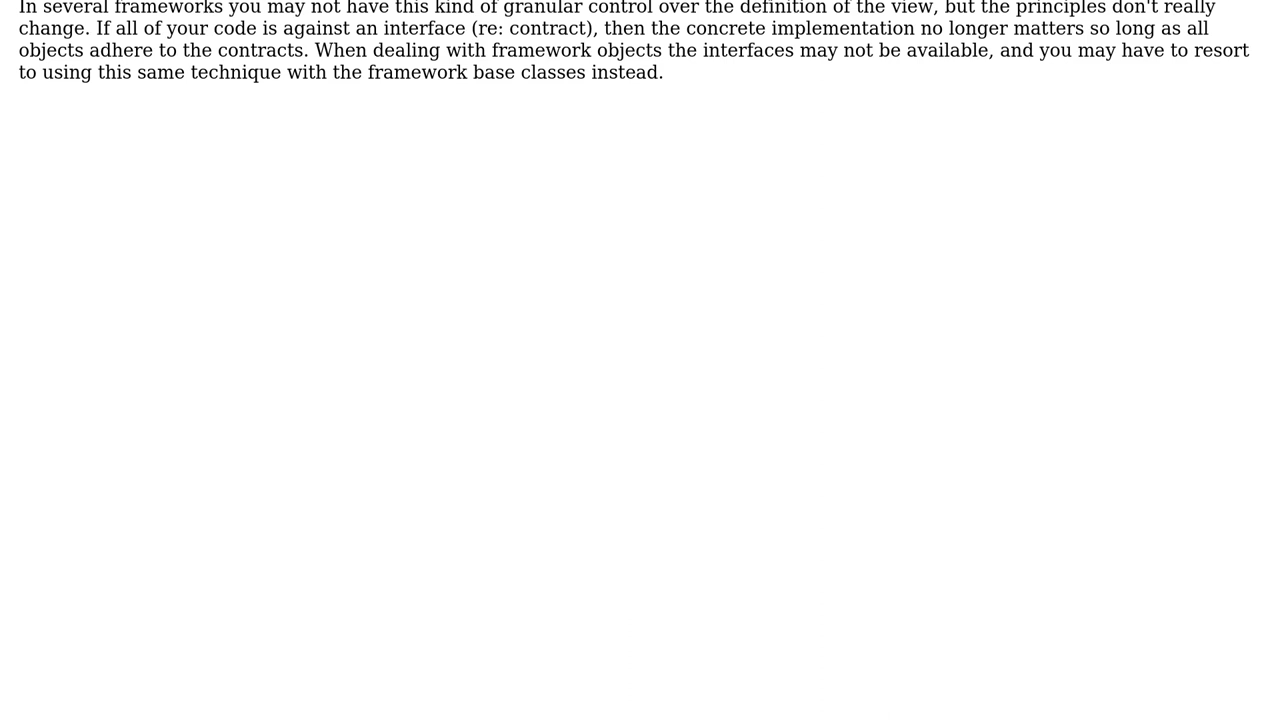 In several frameworks you may not have this kind of granular control over the definition of the view, but the principles don't really
change. If all of your code is against an interface (re: contract), then the concrete implementation no longer matters so long as all
objects adhere to the contracts. When dealing with framework objects the interfaces may not be available, and you may have to resort
to using this same technique with the framework base classes instead.